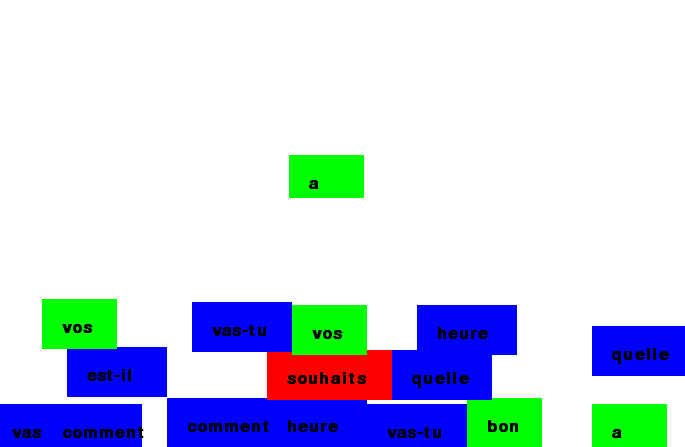 a
vos vas-tu vos heure
quelle
est-il souhaits quelle
vas comment comment heure vas-tu bon a